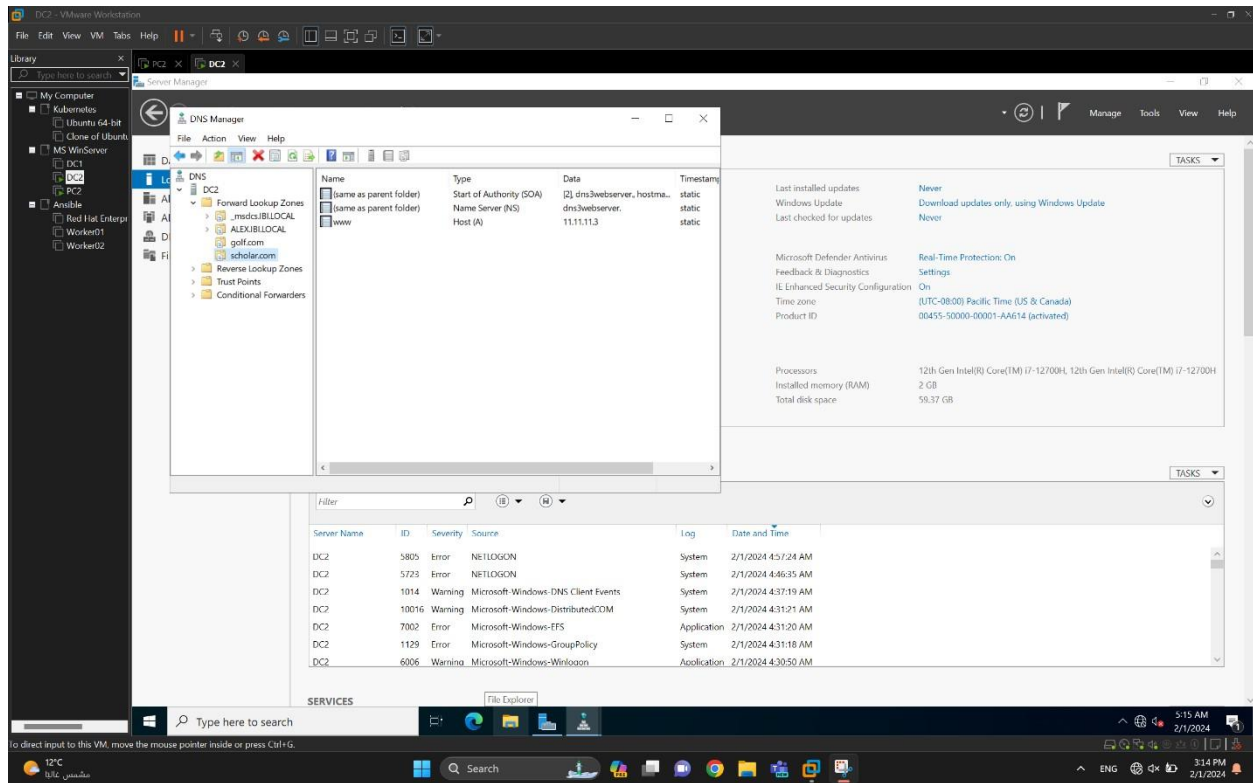 DC2 - VMware Workstation
File Edit View VM Tabs Help
Library
Type here to search
PC2
DC2
My Computer
Kubernetes
Ubuntu 64-bit
Clone of Ubuntu
MS WinServer
DC1
DC2
PC2
Ansible
Red Hat Enterpr
Worker01
Worker02
Server Manager
Manage Tools View Help
DNS Manager
File Action View Help
DNS
DC2
Forward Lookup Zones
_msdcs.JBI.LOCAL
ALEX.JBI.LOCAL
golf.com
scholar.com
Reverse Lookup Zones
Trust Points
Conditional Forwarders
Name Type Data Timestamp
(same as parent folder) Start of Authority (SOA) [2], dns3webserver., hostma... static
(same as parent folder) Name Server (NS) dns3webserver. static
www Host (A) 11.11.11.3 static
TASKS
Last installed updates Never
Windows Update Download updates only, using Windows Update
Last checked for updates Never
Microsoft Defender Antivirus Real-Time Protection: On
Feedback & Diagnostics Settings
IE Enhanced Security Configuration On
Time zone (UTC-08:00) Pacific Time (US & Canada)
Product ID 00455-50000-00001-AA614 (activated)
Processors 12th Gen Intel(R) Core(TM) i7-12700H, 12th Gen Intel(R) Core(TM) i7-12700H
Installed memory (RAM) 2 GB
Total disk space 59.37 GB
TASKS
Filter
Server Name ID Severity Source Log Date and Time
DC2 5805 Error NETLOGON System 2/1/2024 4:57:24 AM
DC2 5723 Error NETLOGON System 2/1/2024 4:46:35 AM
DC2 1014 Warning Microsoft-Windows-DNS Client Events System 2/1/2024 4:37:19 AM
DC2 10016 Warning Microsoft-Windows-DistributedCOM System 2/1/2024 4:31:21 AM
DC2 7002 Error Microsoft-Windows-EFS Application 2/1/2024 4:31:20 AM
DC2 1129 Error Microsoft-Windows-GroupPolicy System 2/1/2024 4:31:18 AM
DC2 6006 Warning Microsoft-Windows-Winlogon Application 2/1/2024 4:30:50 AM
SERVICES
File Explorer
Type here to search
5:15 AM
2/1/2024
To direct input to this VM, move the mouse pointer inside or press Ctrl+G.
12°C
مشمس غالبًا
Search
ENG
3:14 PM
2/1/2024